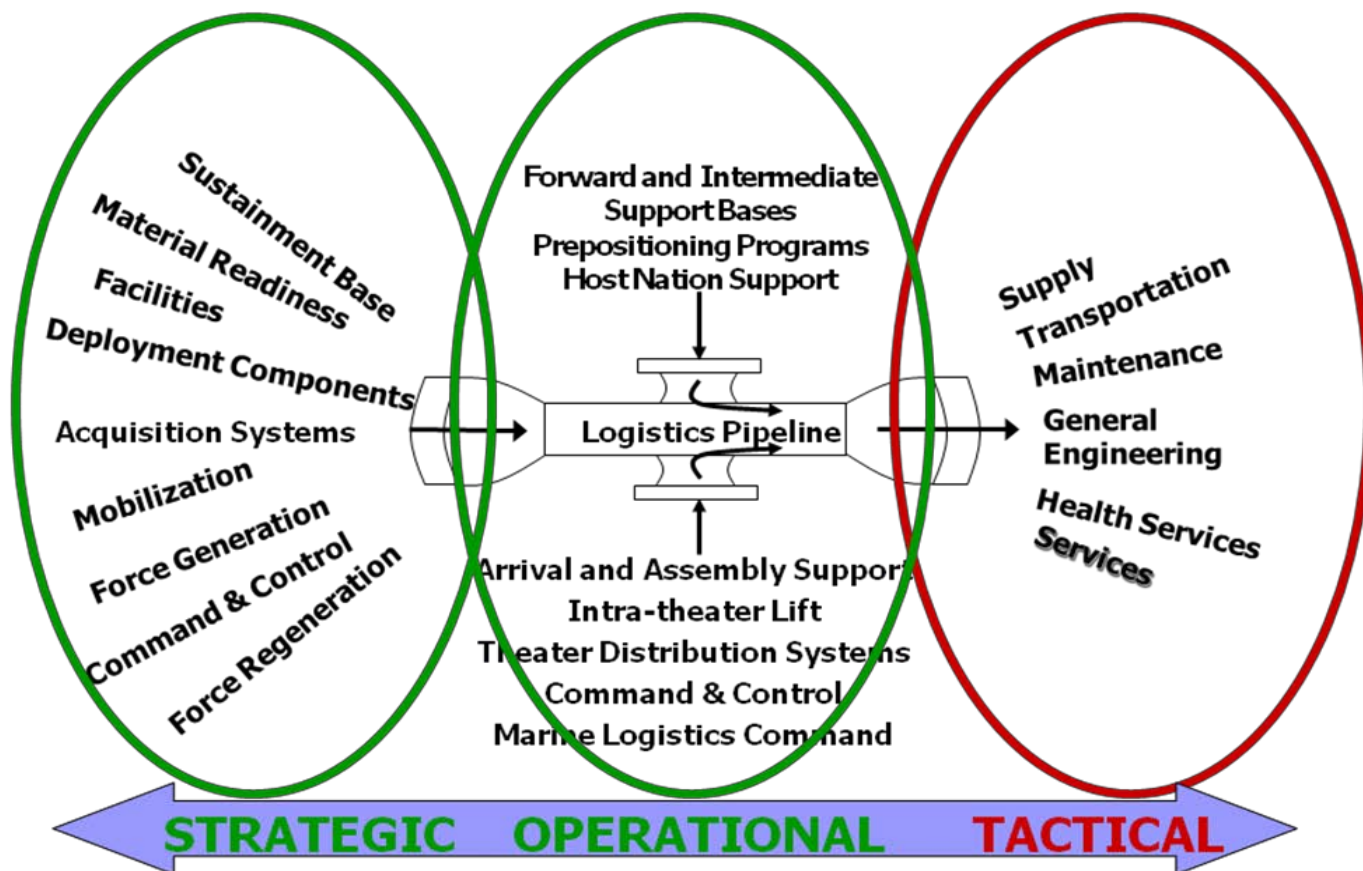 Sustainment Base
Material Readiness
Facilities
Deployment Components
Acquisition Systems
Mobilization
Force Generation
Command & Control
Force Regeneration
Forward and Intermediate
Support Bases
Prepositioning Programs
Host Nation Support
Logistics Pipeline
Arrival and Assembly Support
Intra-theater Lift
Theater Distribution Systems
Command & Control
Marine Logistics Command
Supply
Transportation
Maintenance
General
Engineering
Health Services
Services
STRATEGIC OPERATIONAL TACTICAL